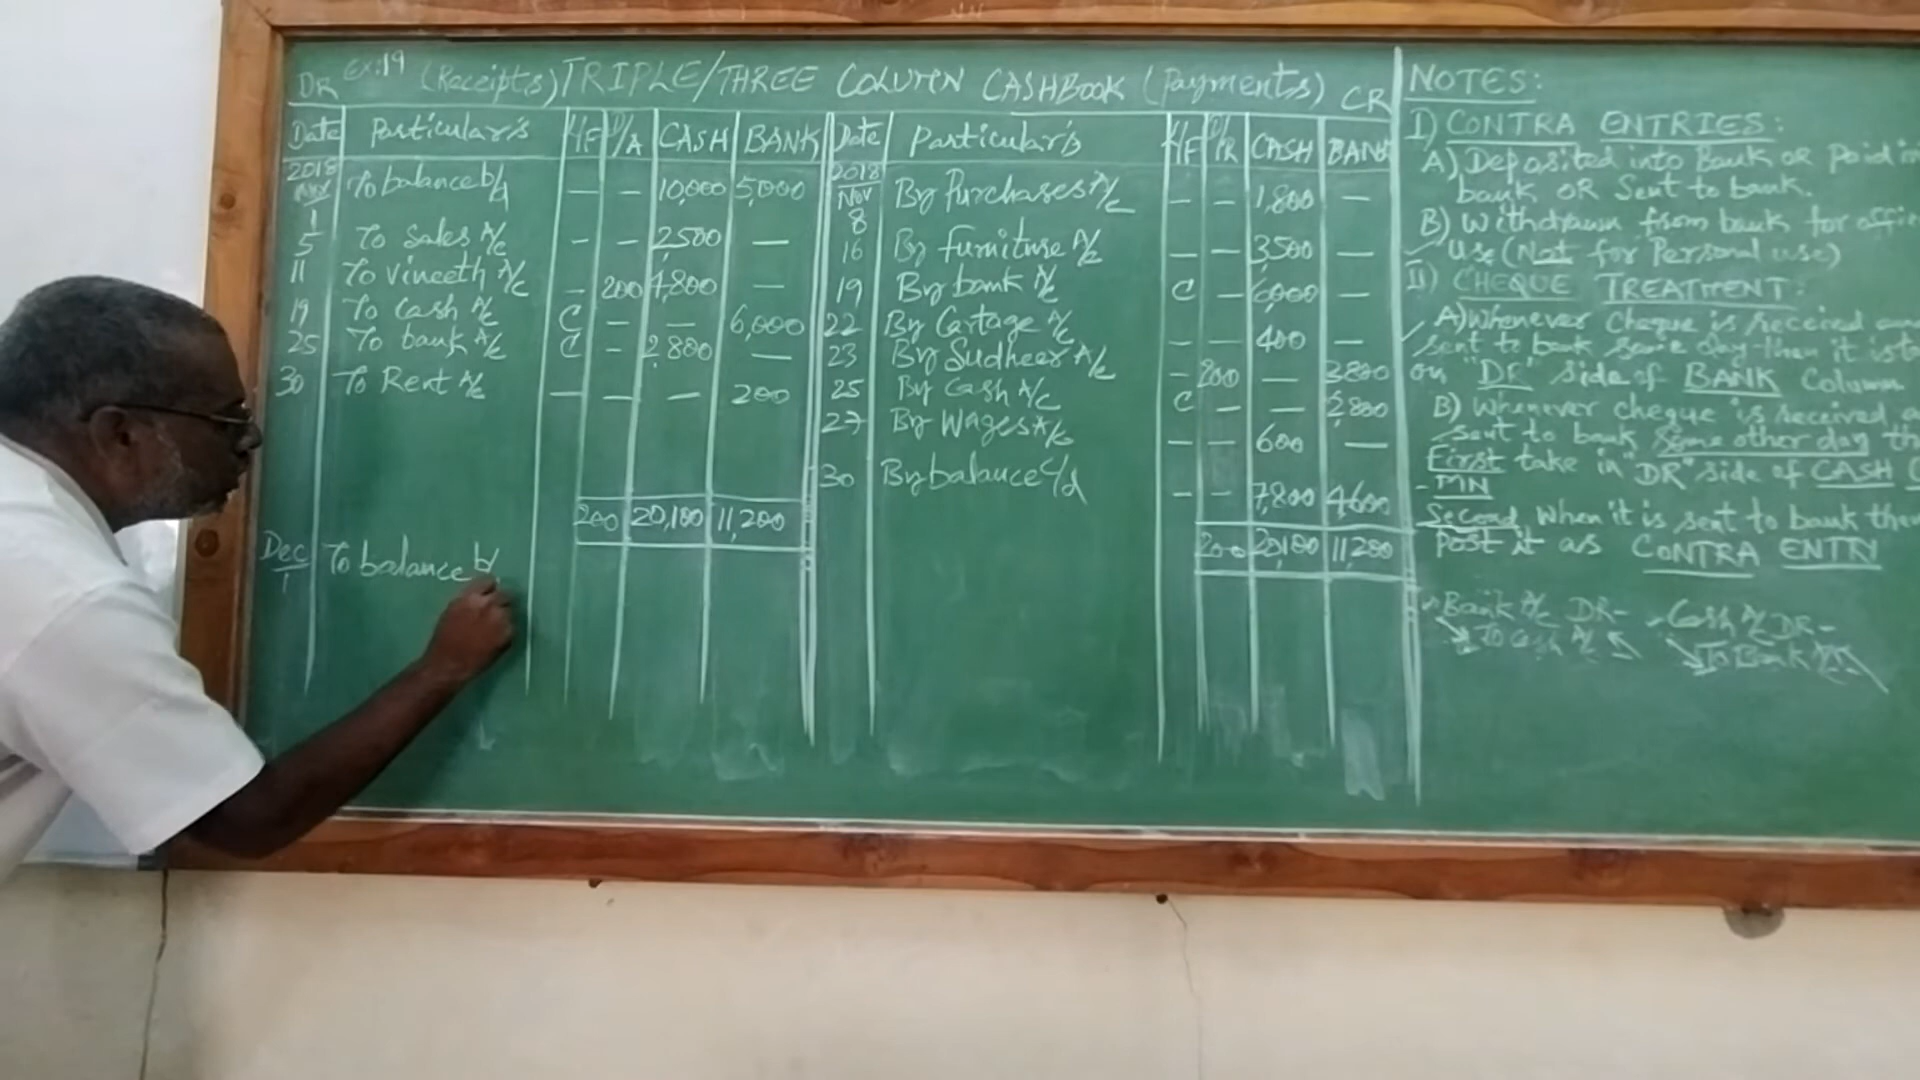 DR Ex:19 (Receipts) TRIPLE/THREE COLUMN CASHBOOK (Payments) CR
Date Particulars L/F D/A CASH BANK Date Particulars L/F D/R CASH BANK
2018 Nov 1 To balance b/d — — 10,000 5,000
5 To Sales A/c — — 2,500 —
11 To Vineeth A/c — 200 4,800 —
19 To Cash A/c C — — 6,000
25 To bank A/c C — 2,800 —
30 To Rent A/c — — — 200
200 20,100 11,200
Dec 1 To balance b/
2018 Nov 8 By Purchases A/c — — 1,800 —
16 By Furniture A/c — — 3,500 —
19 By bank A/c C — 6,000 —
22 By Cartage A/c — — 400 —
23 By Sudheer A/c — 200 — 3800
25 By Cash A/c C — — 2,800
27 By Wages A/c — — 600 —
30 By balance c/d — — 7,800 4,600
200 20,100 11,200
NOTES:
I) CONTRA ENTRIES:
A) Deposited into Bank or Paid
bank OR Sent to bank.
B) Withdrawn from bank for
Use (Not for Personal use)
II) CHEQUE TREATMENT:
A) Whenever cheque is received
sent to bank same day then it is
on "DR" side of BANK Column
B) Whenever cheque is received
sent to bank Some other day
First take in "DR" side of CASH
Second, When it is sent to bank then
Post it as CONTRA ENTRY
Bank A/c DR- Cash A/c DR-
To Cash A/c To Bank